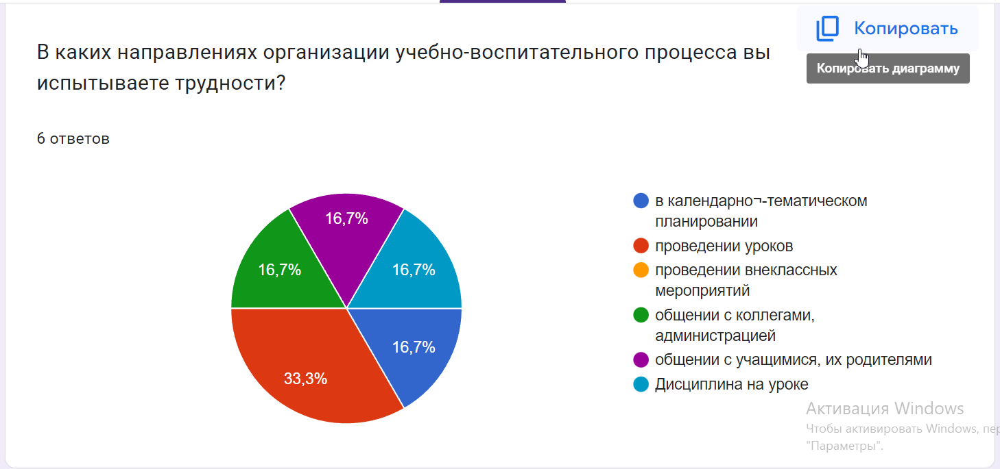 Копировать
В каких направлениях организации учебно-воспитательного процесса вы
испытываете трудности?
Копировать диаграмму
6 ответов
16,7%
16,7%
16,7%
16,7%
33,3%
в календарно¬-тематическом
планировании
проведении уроков
проведении внеклассных
мероприятий
общении с коллегами,
администрацией
общении с учащимися, их родителями
Дисциплина на уроке
Активация Windows
Чтобы активировать Windows, пер
"Параметры".